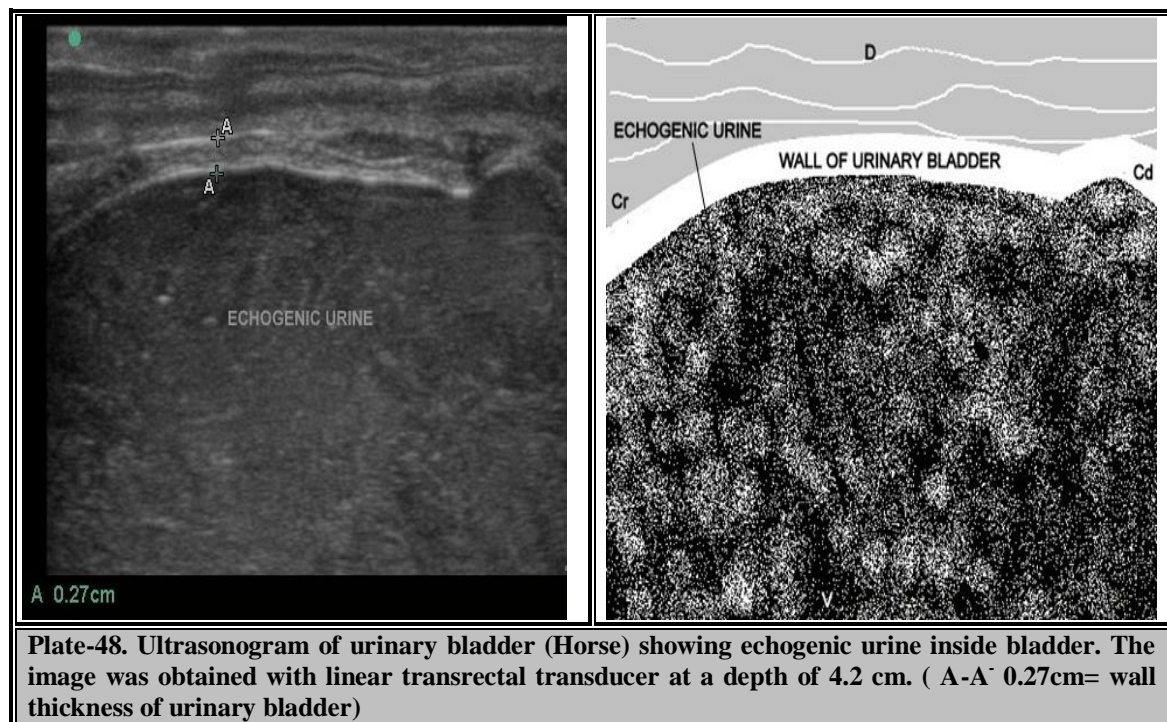 A
A
ECHOGENIC URINE
A 0.27cm
D
ECHOGENIC URINE
WALL OF URINARY BLADDER
Cr
Cd
V
Plate-48. Ultrasonogram of urinary bladder (Horse) showing echogenic urine inside bladder. The
image was obtained with linear transrectal transducer at a depth of 4.2 cm. ( A-A- 0.27cm= wall
thickness of urinary bladder)